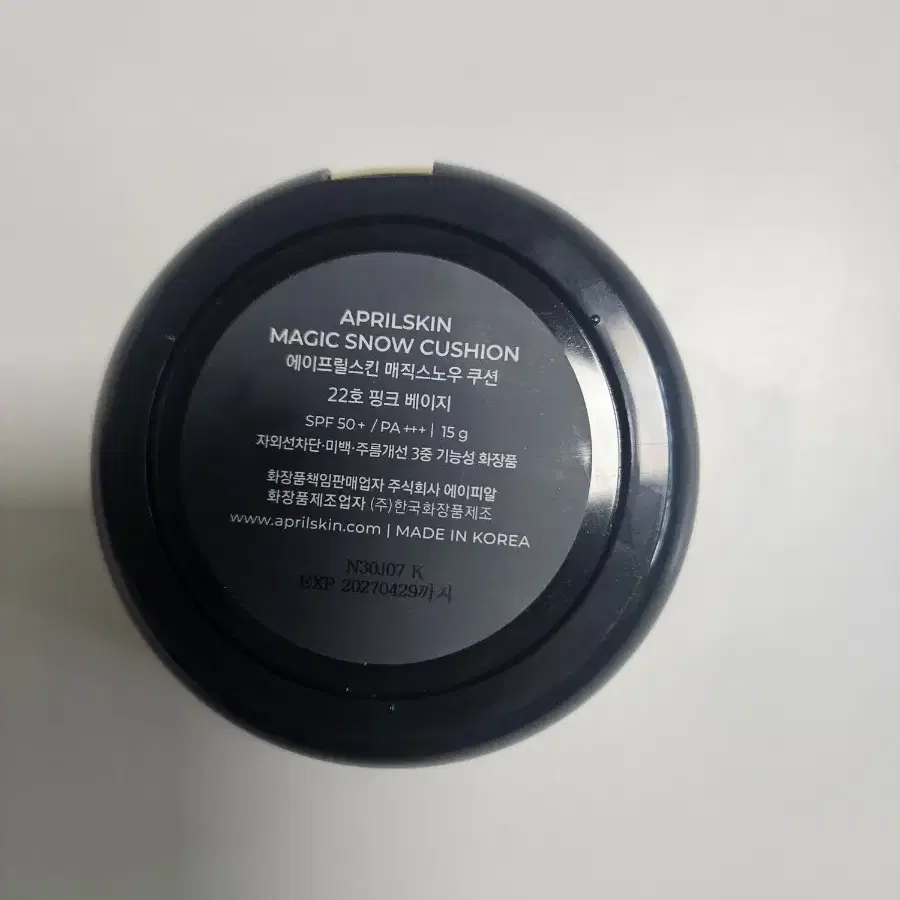 APRILSKIN
MAGIC SNOW CUSHION
에이프릴스킨 매직스노우 쿠션
22호 핑크 베이지
SPF 50+ / PA +++ | 15 g
자외선차단·미백·주름개선 3중 기능성 화장품
화장품책임판매업자 주식회사 에이피알
화장품제조업자 (주)한국화장품제조
www.aprilskin.com | MADE IN KOREA
N30J07 K
EXP 20270429까지